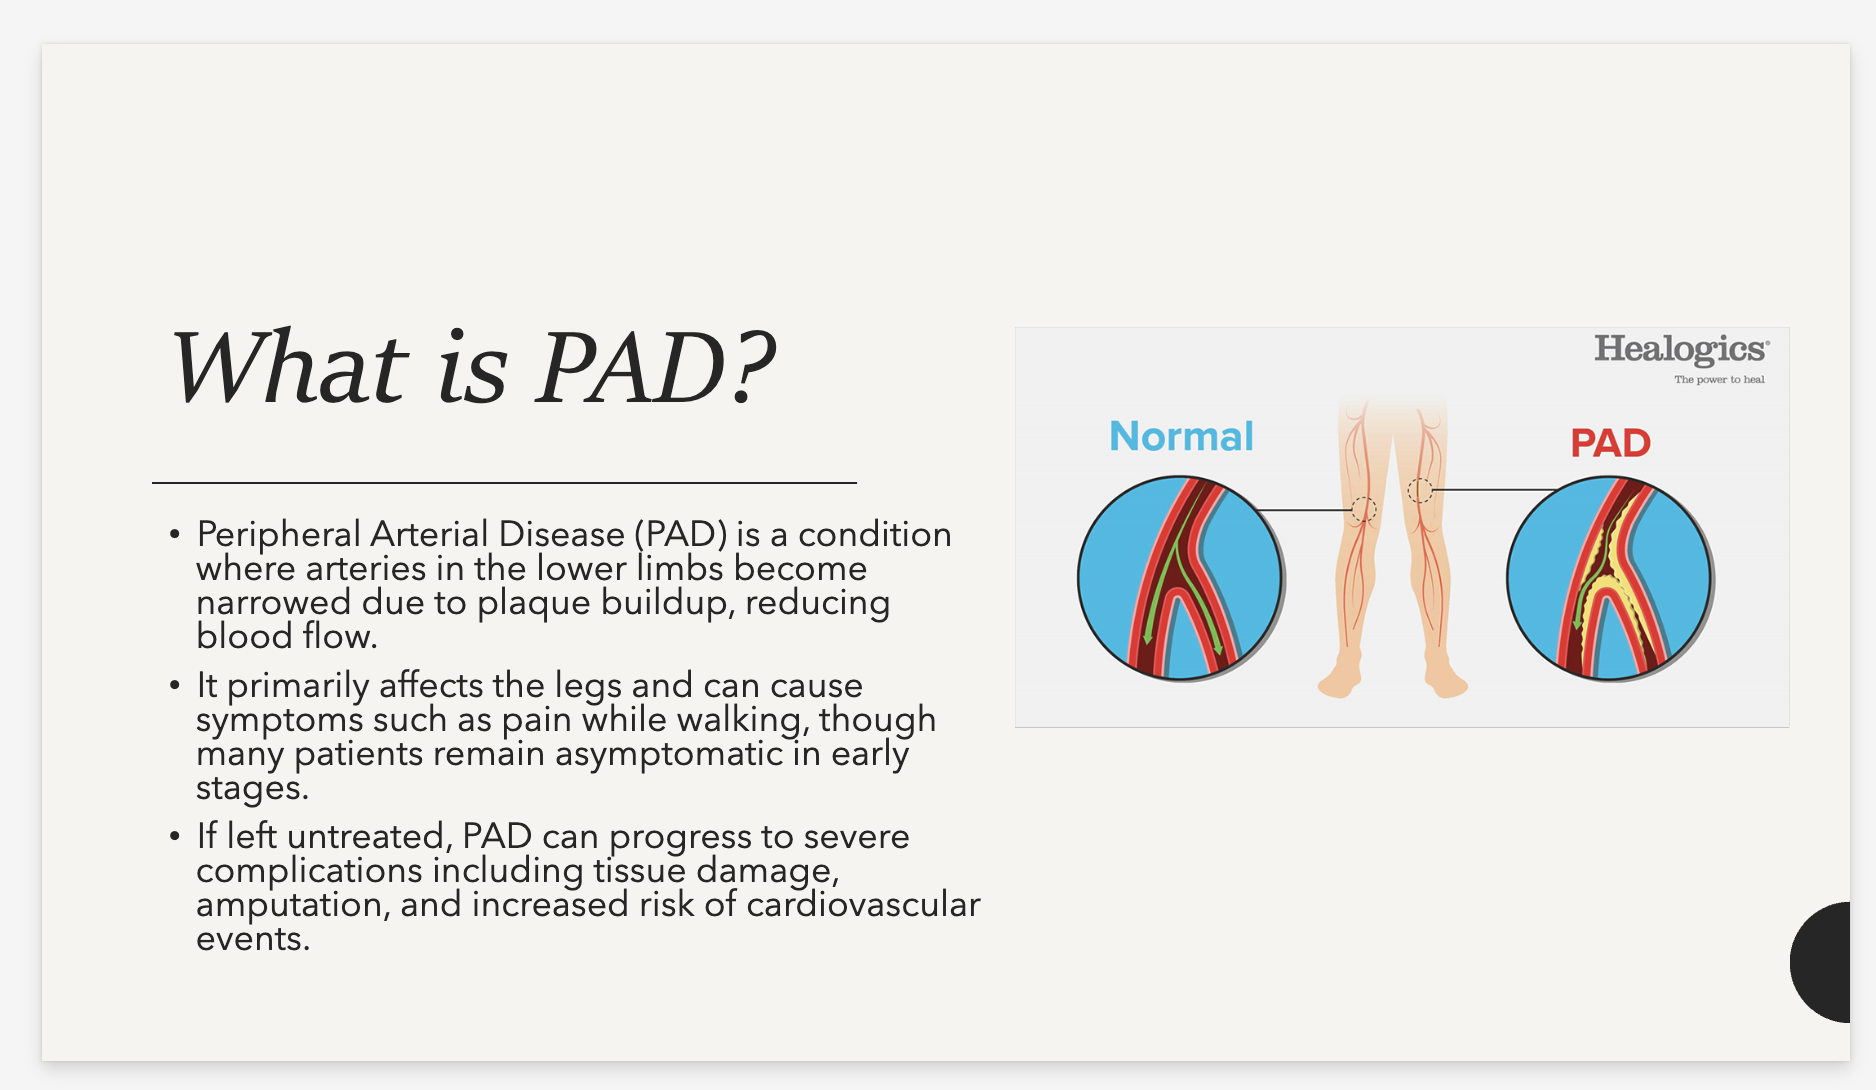 What is PAD?
• Peripheral Arterial Disease (PAD) is a condition
where arteries in the lower limbs become
narrowed due to plaque buildup, reducing
blood flow.
• It primarily affects the legs and can cause
symptoms such as pain while walking, though
many patients remain asymptomatic in early
stages.
• If left untreated, PAD can progress to severe
complications including tissue damage,
amputation, and increased risk of cardiovascular
events.
Healogics®
The power to heal
Normal
PAD